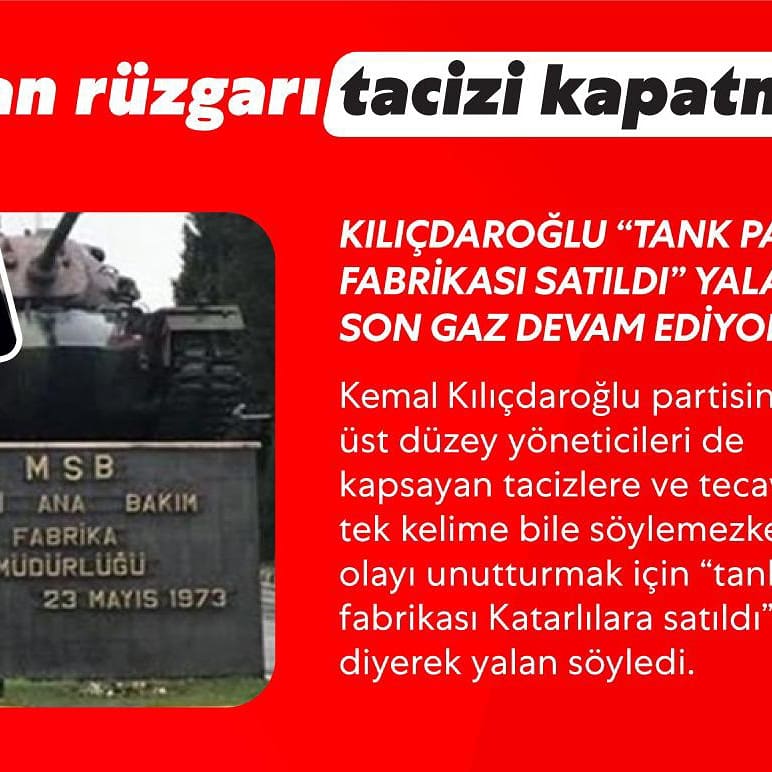 an rüzgarı tacizi kapatm
KILIÇDAROĞLU “TANK PA
FABRİKASI SATILDI” YALA
SON GAZ DEVAM EDİYO
Kemal Kılıçdaroğlu partisin
üst düzey yöneticileri de
kapsayan tacizlere ve teca
tek kelime bile söylemezke
olayı unutturmak için “tank
fabrikası Katarlılara satıldı”
diyerek yalan söyledi.
MSB
ANA BAKIM
FABRİKA
MÜDÜRLÜĞÜ
23 MAYIS 1973